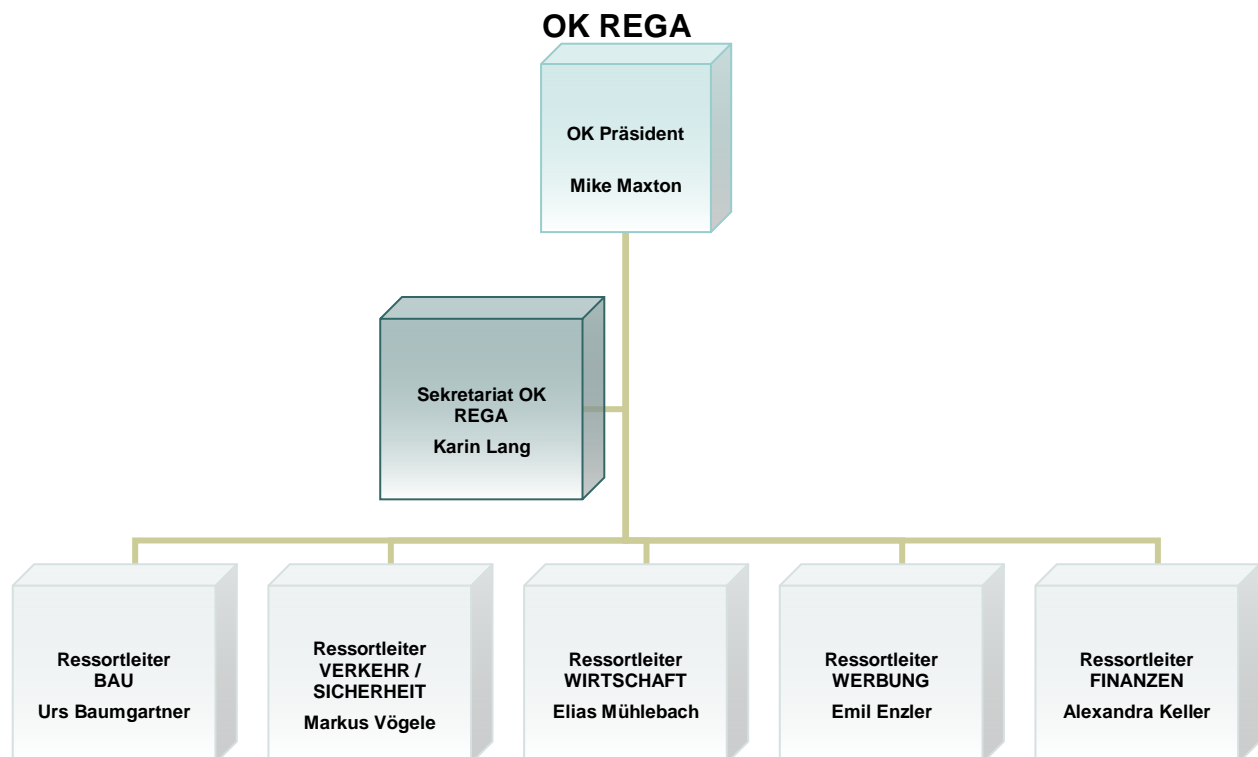 OK REGA
OK Präsident
Mike Maxton
Sekretariat OK
REGA
Karin Lang
Ressortleiter
BAU
Urs Baumgartner
Ressortleiter
VERKEHR /
SICHERHEIT
Markus Vögele
Ressortleiter
WIRTSCHAFT
Elias Mühlebach
Ressortleiter
WERBUNG
Emil Enzler
Ressortleiter
FINANZEN
Alexandra Keller